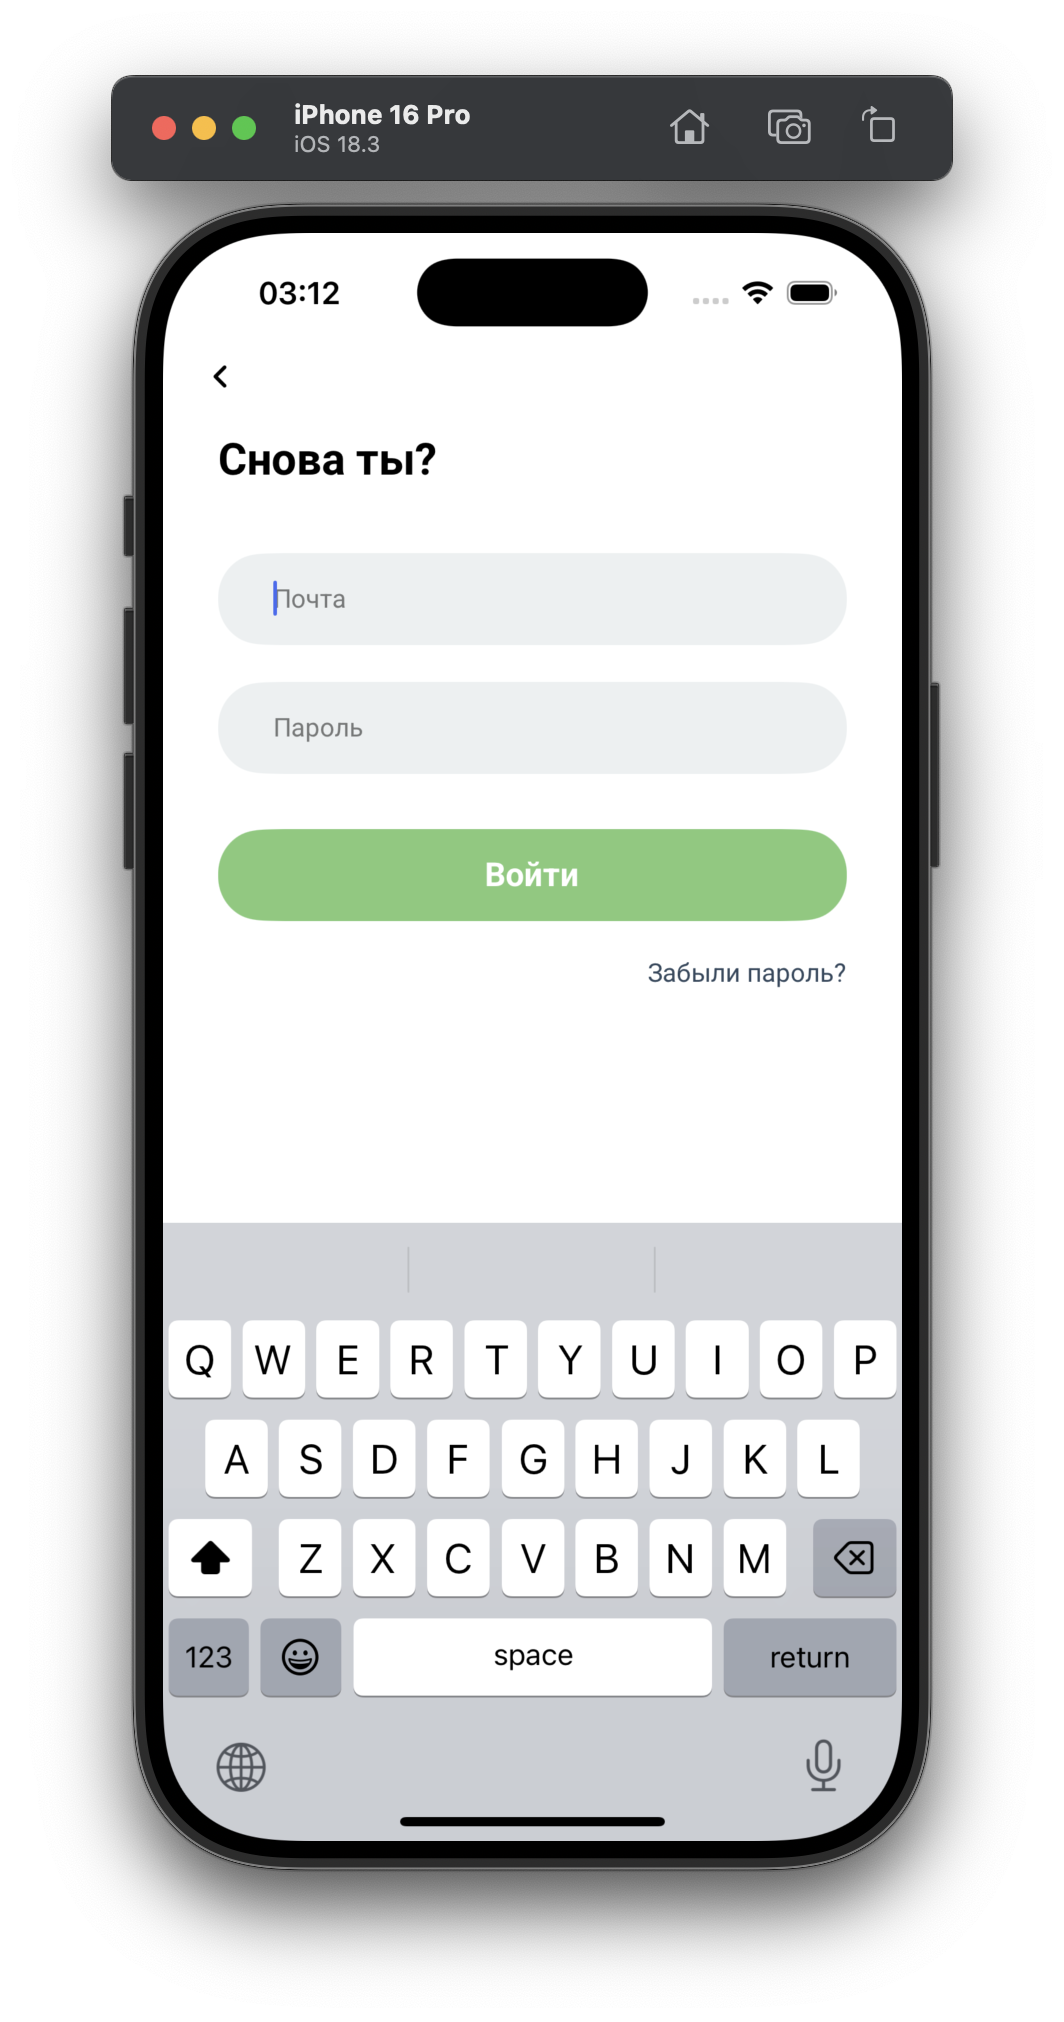 iPhone 16 Pro
iOS 18.3
03:12
Снова ты?
Почта
Пароль
Войти
Забыли пароль?
Q W E R T Y U I O P
A S D F G H J K L
Z X C V B N M
123 space return